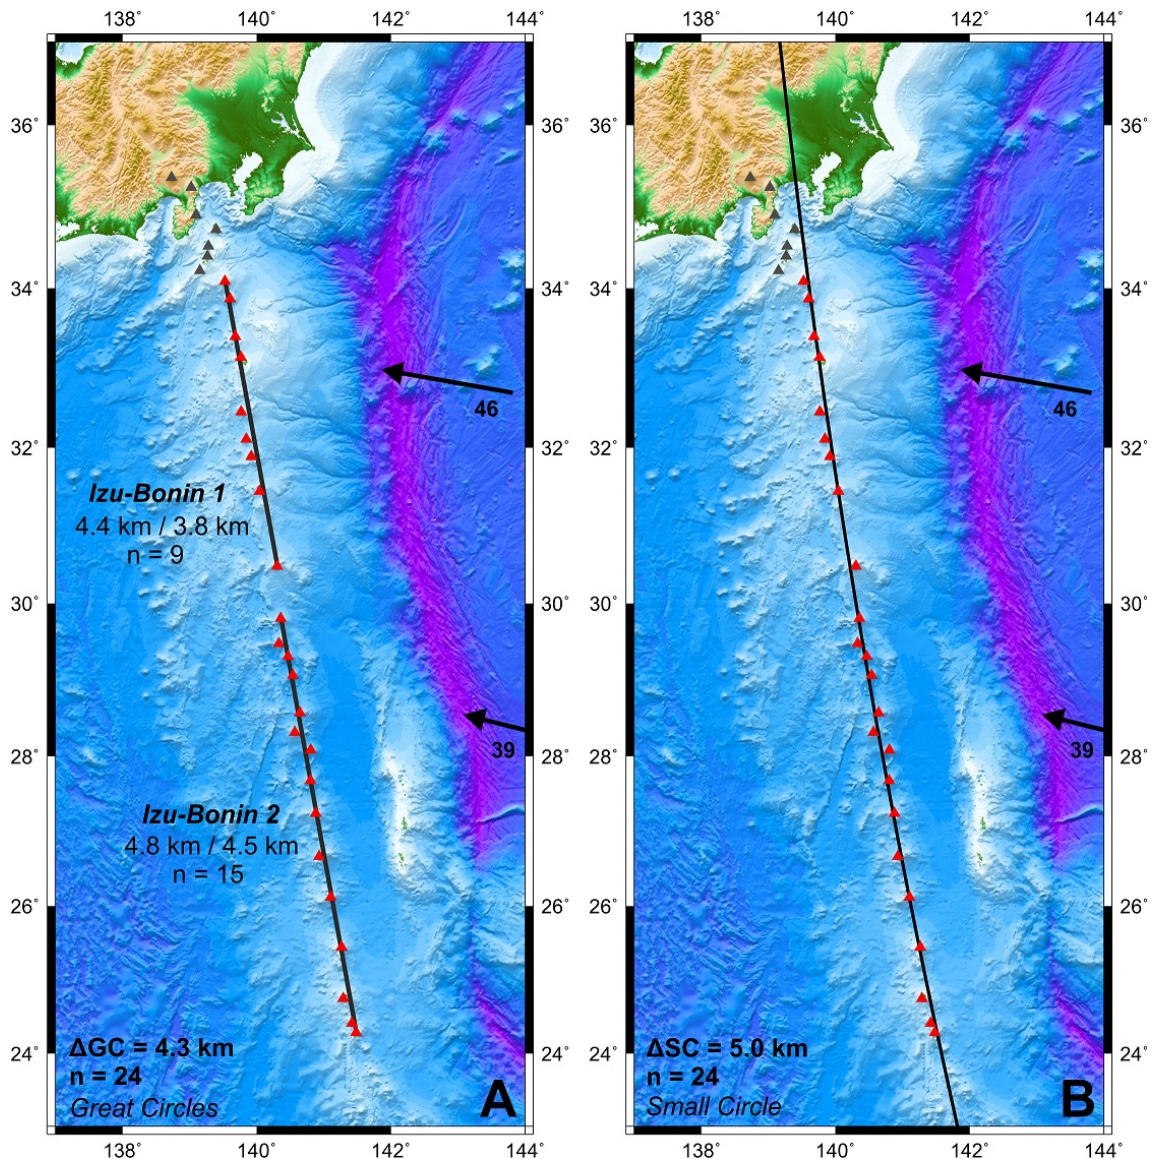 138° 140° 142° 144° 138° 140° 142° 144°
36° 36° 36° 36°
34° 34° 34° 34°
46 46
32° 32° 32° 32°
Izu-Bonin 1
4.4 km / 3.8 km
n = 9
30° 30° 30° 30°
39 39
28° 28° 28° 28°
Izu-Bonin 2
4.8 km / 4.5 km
n = 15
26° 26° 26° 26°
24° 24° 24° 24°
ΔGC = 4.3 km
n = 24
Great Circles
A
ΔSC = 5.0 km
n = 24
Small Circle
B
138° 140° 142° 144° 138° 140° 142° 144°